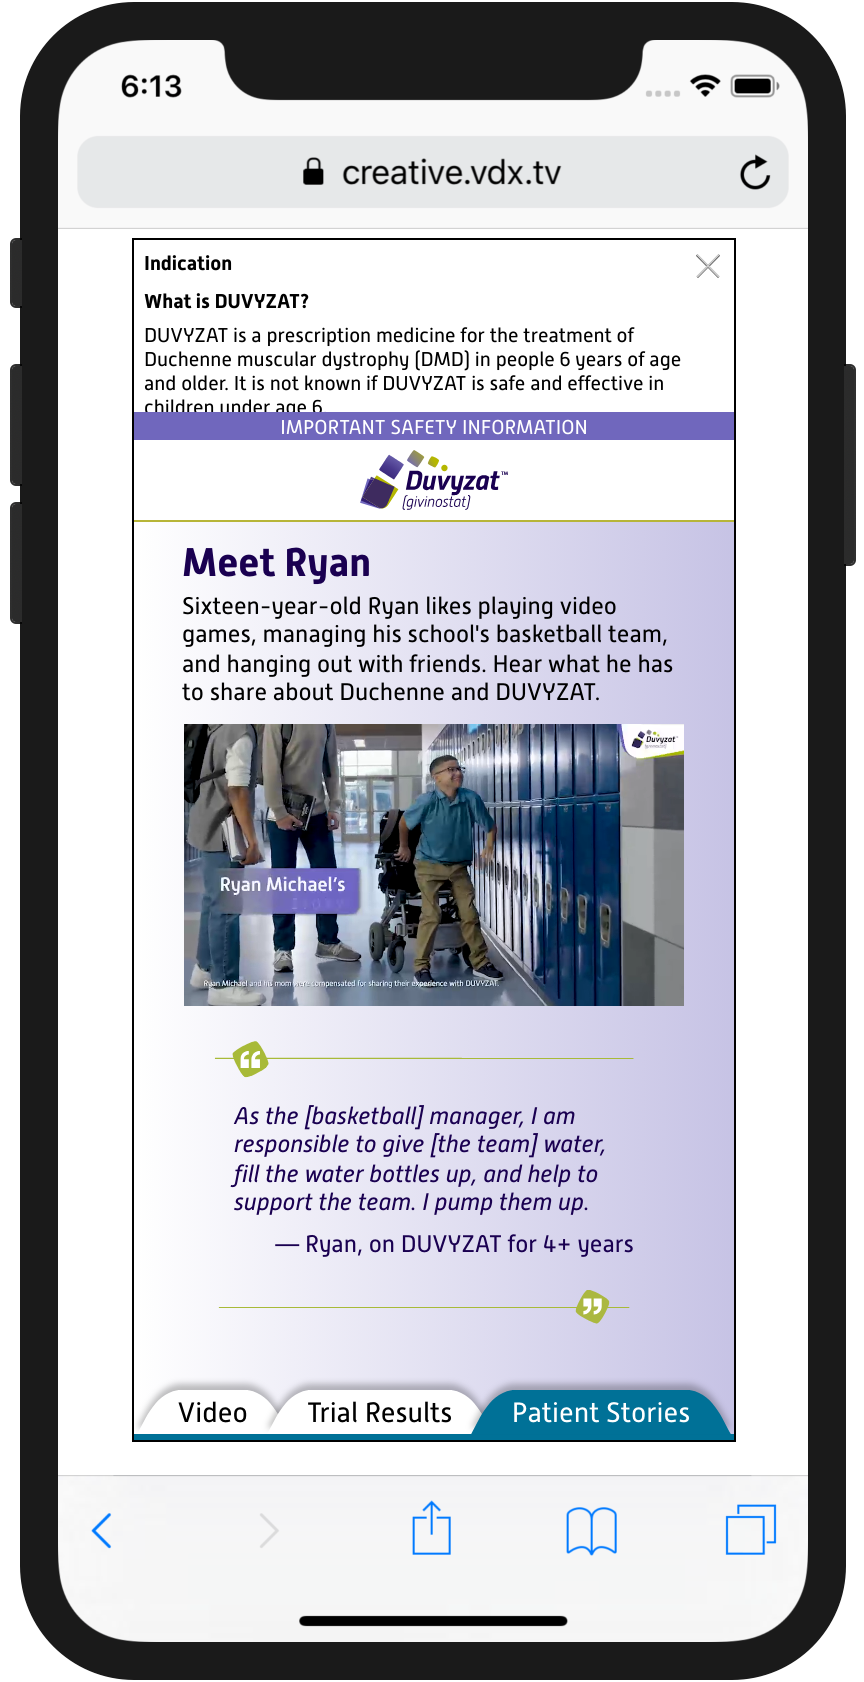 6:13
creative.vdx.tv
Indication
What is DUVYZAT?
DUVYZAT is a prescription medicine for the treatment of
Duchenne muscular dystrophy (DMD) in people 6 years of age
and older. It is not known if DUVYZAT is safe and effective in
children under age 6
IMPORTANT SAFETY INFORMATION
Duvyzat™
(givinostat)
Meet Ryan
Sixteen-year-old Ryan likes playing video
games, managing his school's basketball team,
and hanging out with friends. Hear what he has
to share about Duchenne and DUVYZAT.
Duvyzat™
(givinostat)
Ryan Michael's
Ryan Michael and his mom were compensated for sharing their experience with DUVYZAT.
As the [basketball] manager, I am
responsible to give [the team] water,
fill the water bottles up, and help to
support the team. I pump them up.
— Ryan, on DUVYZAT for 4+ years
Video
Trial Results
Patient Stories